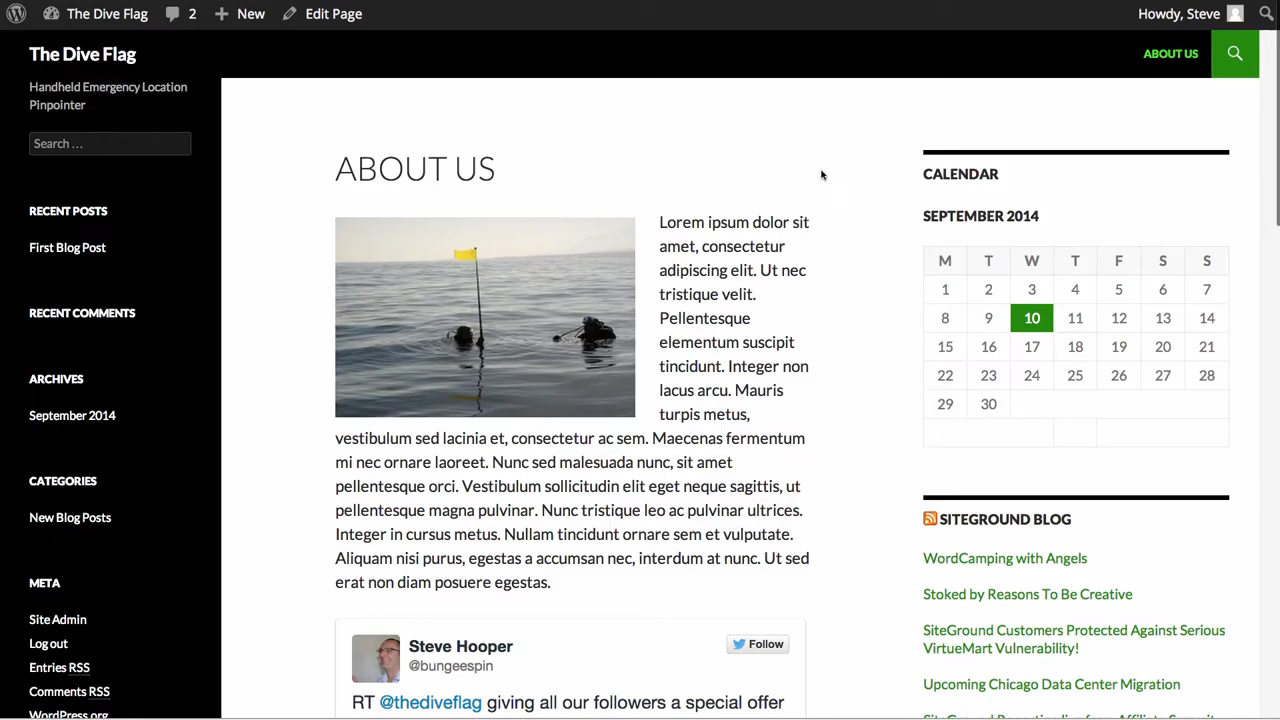 The Dive Flag
2
New
Edit Page
Howdy, Steve
The Dive Flag
ABOUT US
Handheld Emergency Location
Pinpointer
Search …
RECENT POSTS
First Blog Post
RECENT COMMENTS
ARCHIVES
September 2014
CATEGORIES
New Blog Posts
META
Site Admin
Log out
Entries RSS
Comments RSS
WordPress.org
ABOUT US
Lorem ipsum dolor sit
amet, consectetur
adipiscing elit. Ut nec
tristique velit.
Pellentesque
elementum suscipit
tincidunt. Integer non
lacus arcu. Mauris
turpis metus,
vestibulum sed lacinia et, consectetur ac sem. Maecenas fermentum
mi nec ornare laoreet. Nunc sed malesuada nunc, sit amet
pellentesque orci. Vestibulum sollicitudin elit eget neque sagittis, ut
pellentesque magna pulvinar. Nunc tristique leo ac pulvinar ultrices.
Integer in cursus metus. Nullam tincidunt ornare sem et vulputate.
Aliquam nisi purus, egestas a accumsan nec, interdum at nunc. Ut sed
erat non diam posuere egestas.
Steve Hooper
@bungeespin
Follow
RT @thediveflag giving all our followers a special offer
CALENDAR
SEPTEMBER 2014
M T W T F S S
1 2 3 4 5 6 7
8 9 10 11 12 13 14
15 16 17 18 19 20 21
22 23 24 25 26 27 28
29 30
SITEGROUND BLOG
WordCamping with Angels
Stoked by Reasons To Be Creative
SiteGround Customers Protected Against Serious
VirtueMart Vulnerability!
Upcoming Chicago Data Center Migration